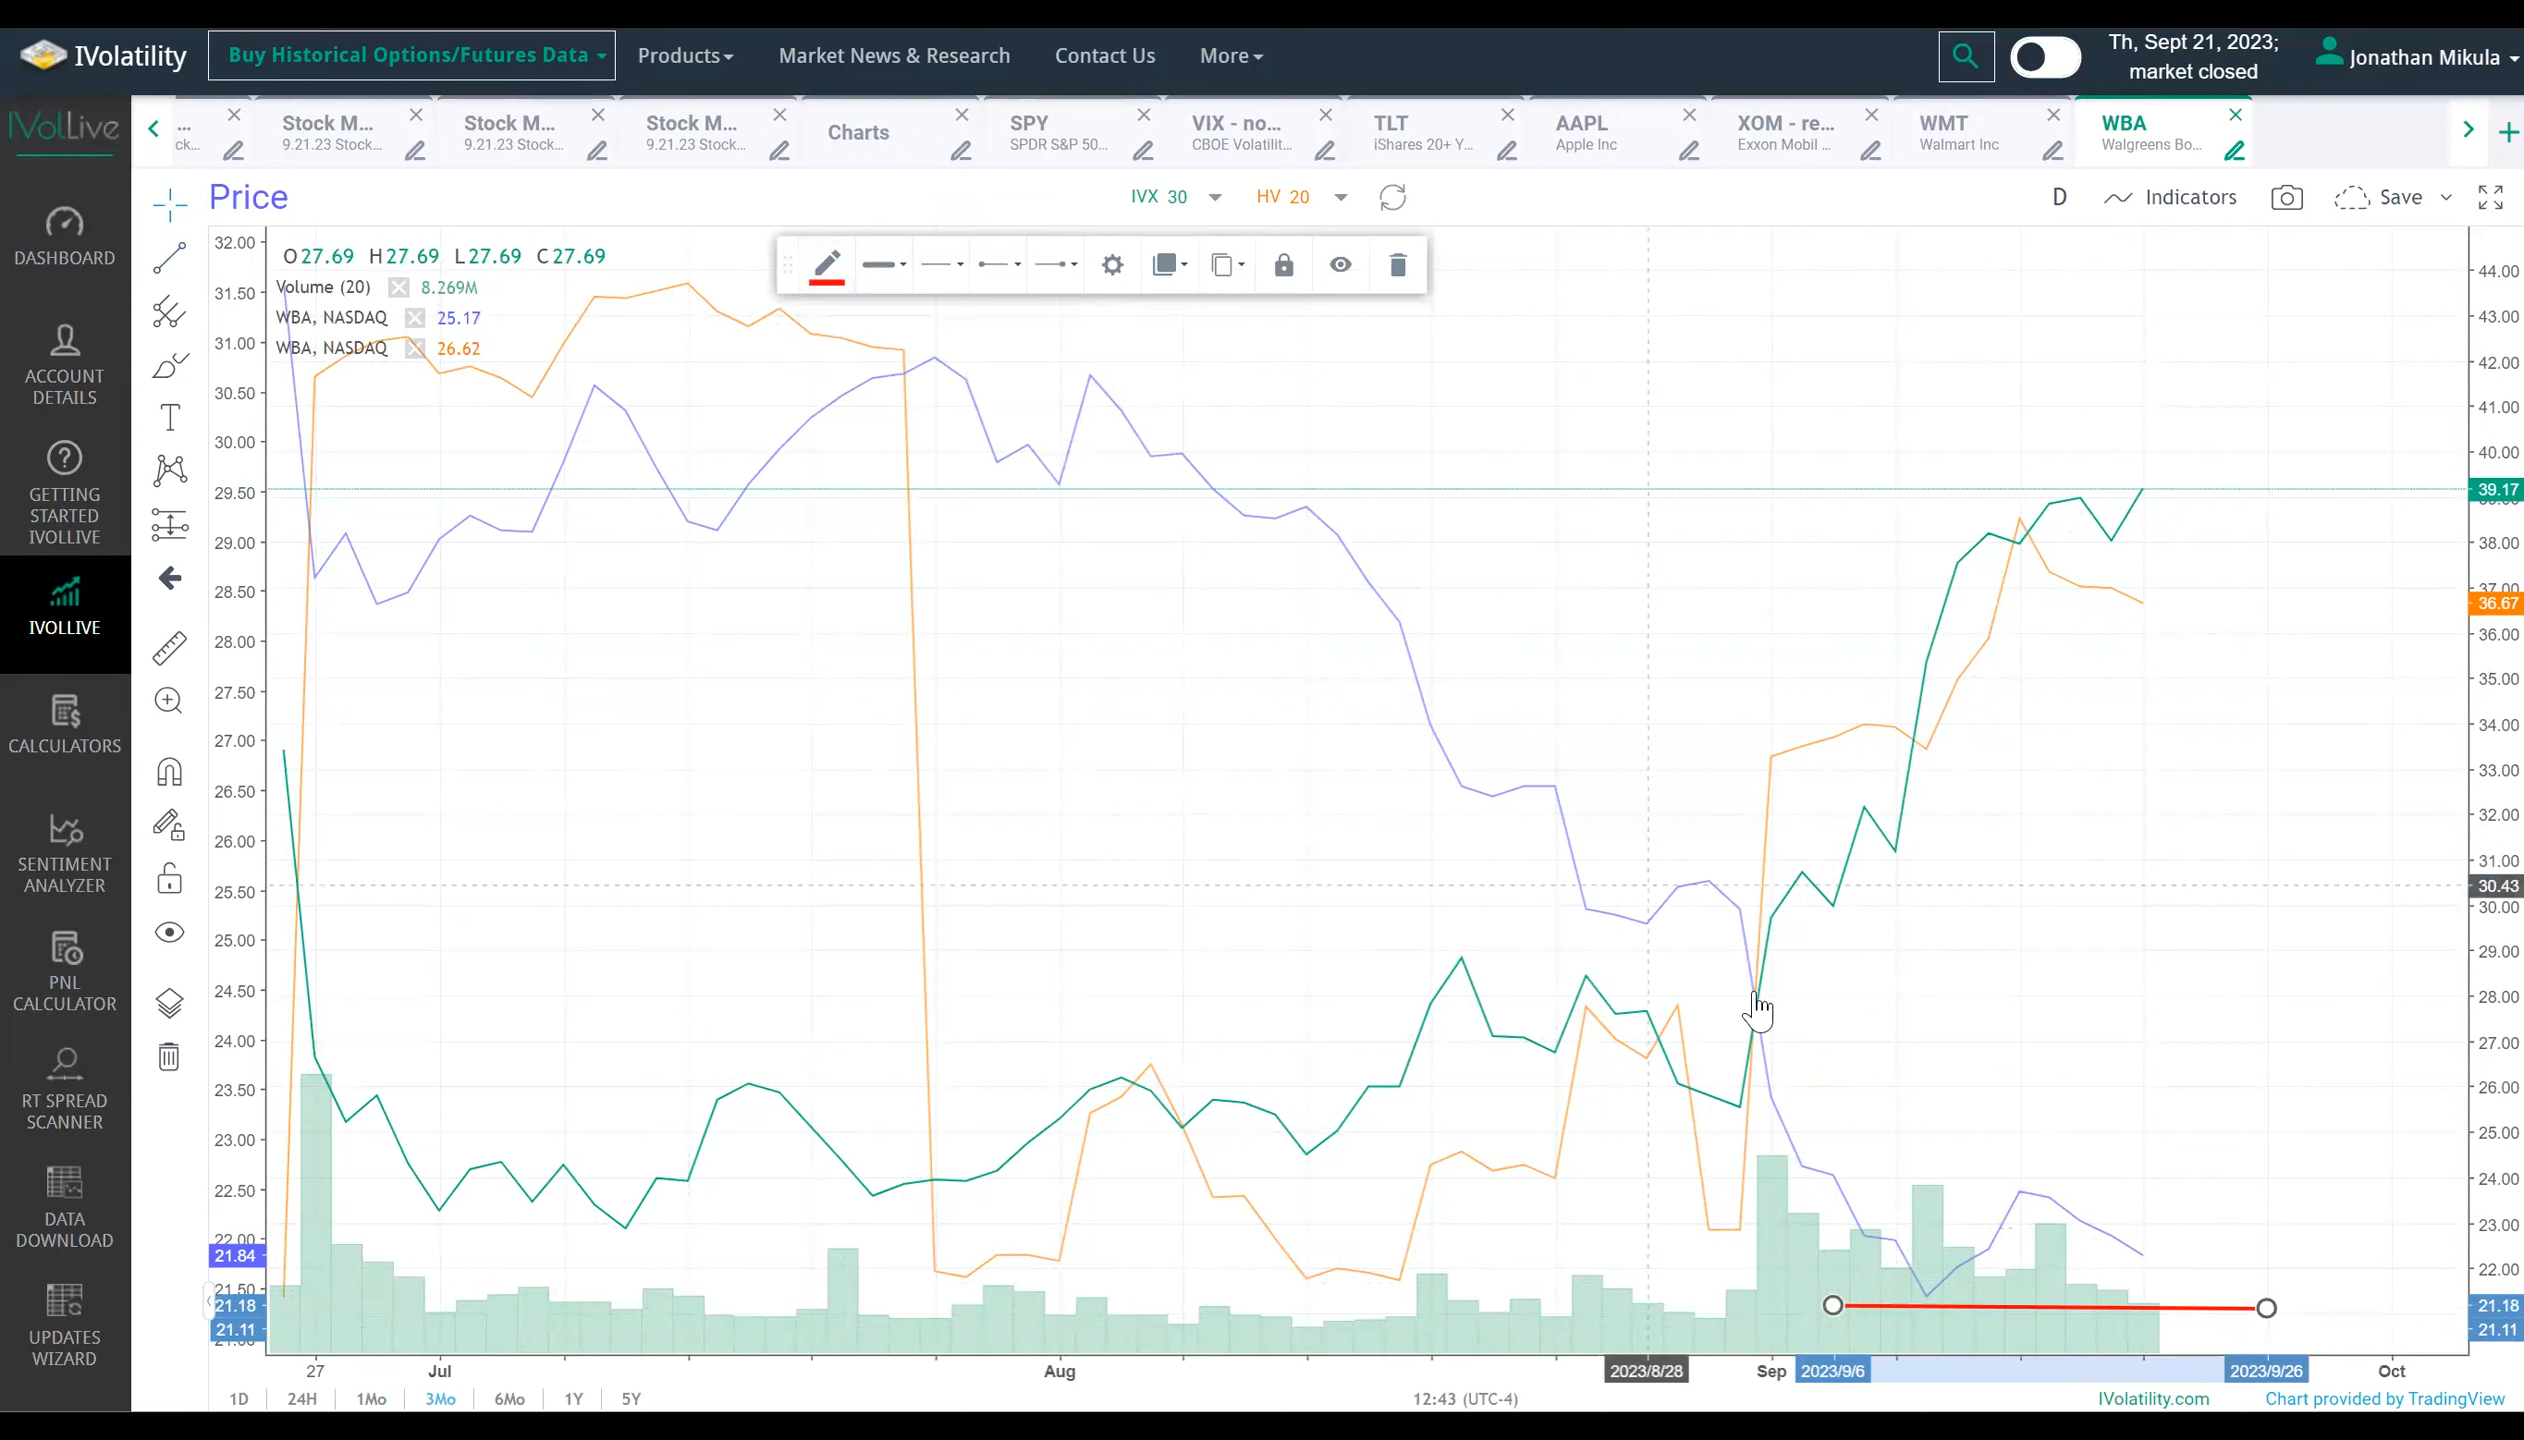 IVolatility
Buy Historical Options/Futures Data
Products
Market News & Research
Contact Us
More
Th, Sept 21, 2023;
market closed
Jonathan Mikula
IVolLive
...
ck...
Stock M...
9.21.23 Stock...
Stock M...
9.21.23 Stock...
Stock M...
9.21.23 Stock...
Charts
SPY
SPDR S&P 50...
VIX - no...
CBOE Volatilit...
TLT
iShares 20+ Y...
AAPL
Apple Inc
XOM - re...
Exxon Mobil ...
WMT
Walmart Inc
WBA
Walgreens Bo...
Price
IVX 30
HV 20
D
Indicators
Save
DASHBOARD
ACCOUNT
DETAILS
GETTING
STARTED
IVOLLIVE
IVOLLIVE
CALCULATORS
SENTIMENT
ANALYZER
PNL
CALCULATOR
RT SPREAD
SCANNER
DATA
DOWNLOAD
UPDATES
WIZARD
O 27.69 H 27.69 L 27.69 C 27.69
Volume (20) 8.269M
WBA, NASDAQ 25.17
WBA, NASDAQ 26.62
32.00
31.50
31.00
30.50
30.00
29.50
29.00
28.50
28.00
27.50
27.00
26.50
26.00
25.50
25.00
24.50
24.00
23.50
23.00
22.50
22.00
21.84
21.50
21.18
21.11
21.00
44.00
43.00
42.00
41.00
40.00
39.17
38.00
37.00
36.67
36.00
35.00
34.00
33.00
32.00
31.00
30.43
30.00
29.00
28.00
27.00
26.00
25.00
24.00
23.00
22.00
21.18
21.11
27
Jul
Aug
2023/8/28
Sep
2023/9/6
2023/9/26
Oct
1D
24H
1Mo
3Mo
6Mo
1Y
5Y
12:43 (UTC-4)
IVolatility.com
Chart provided by TradingView